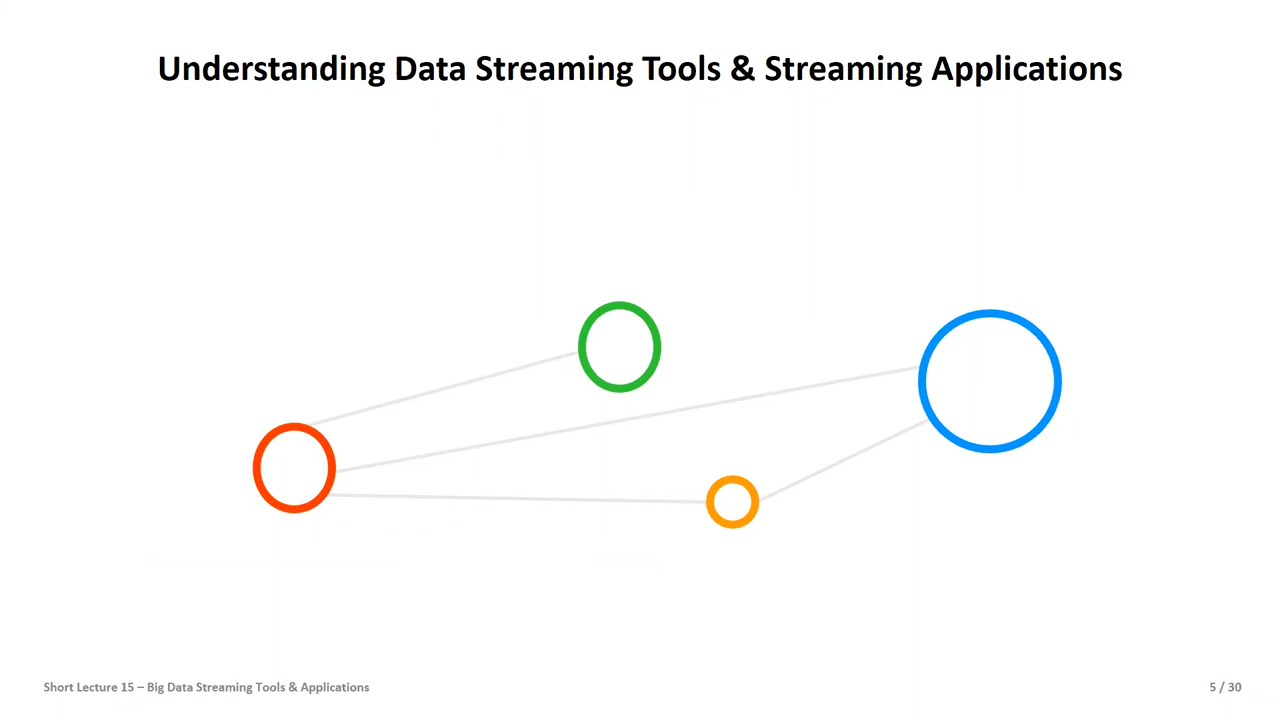 Understanding Data Streaming Tools & Streaming Applications
Short Lecture 15 – Big Data Streaming Tools & Applications
5 / 30